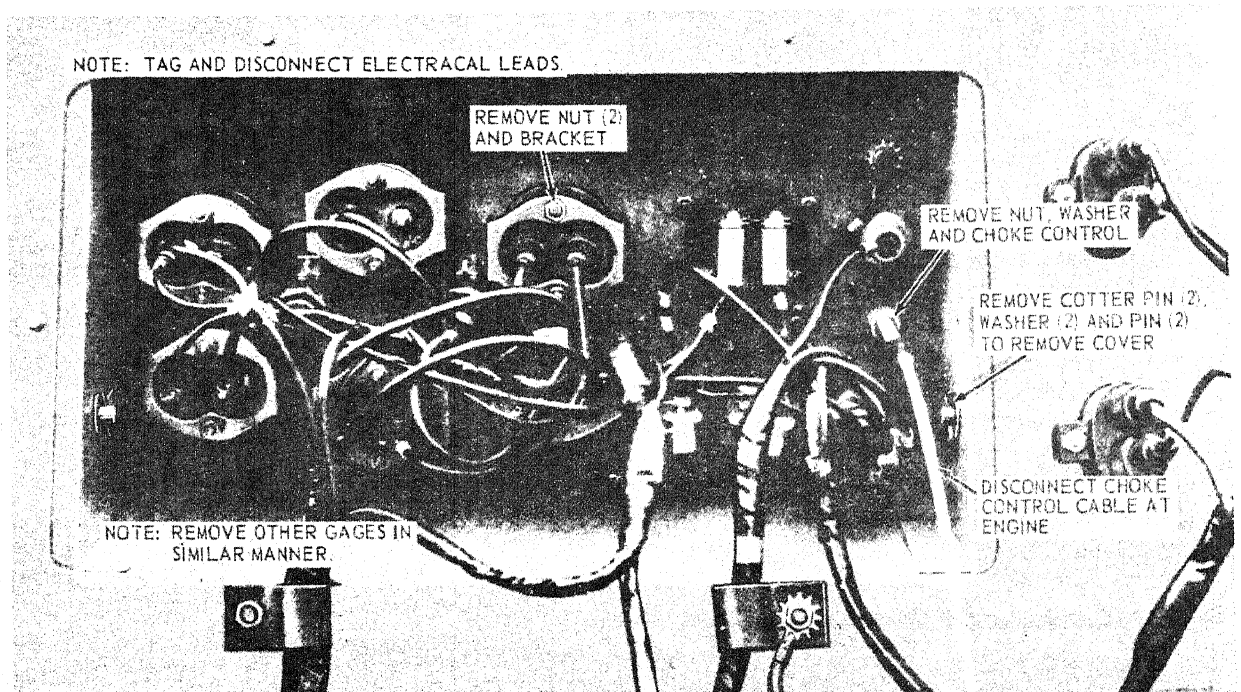 NOTE: TAG AND DISCONNECT ELECTRACAL LEADS.
REMOVE NUT (2)
AND BRACKET
REMOVE NUT, WASHER
AND CHOKE CONTROL
REMOVE COTTER PIN (2),
WASHER (2) AND PIN (2)
TO REMOVE COVER
DISCONNECT CHOKE
CONTROL CABLE AT
ENGINE
NOTE: REMOVE OTHER GAGES IN
SIMILAR MANNER.